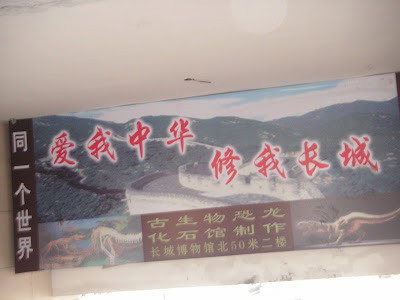 同一个世界
爱我中华
修我长城
古生物恐龙
化石馆制作
长城博物馆北50米二楼